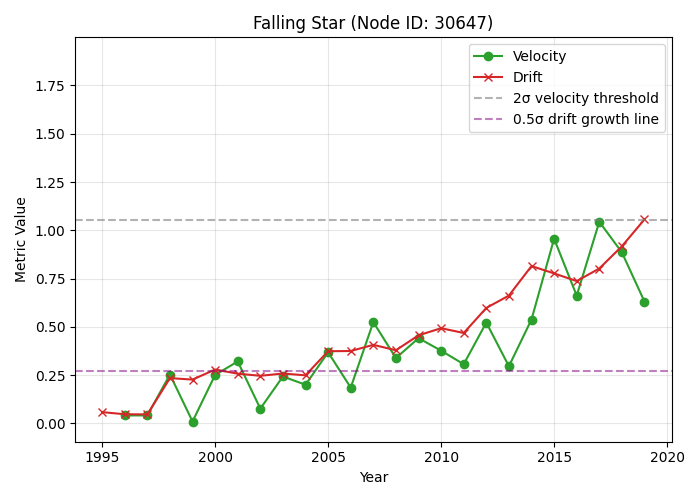 Falling Star (Node ID: 30647)
Velocity
Drift
2σ velocity threshold
0.5σ drift growth line
Metric Value
1.75
1.50
1.25
1.00
0.75
0.50
0.25
0.00
1995
2000
2005
2010
2015
2020
Year